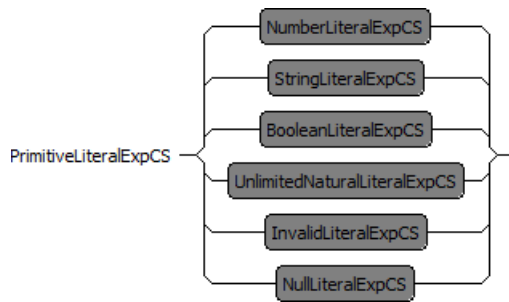 NumberLiteralExpCS
StringLiteralExpCS
BooleanLiteralExpCS
PrimitiveLiteralExpCS
UnlimitedNaturalLiteralExpCS
InvalidLiteralExpCS
NullLiteralExpCS